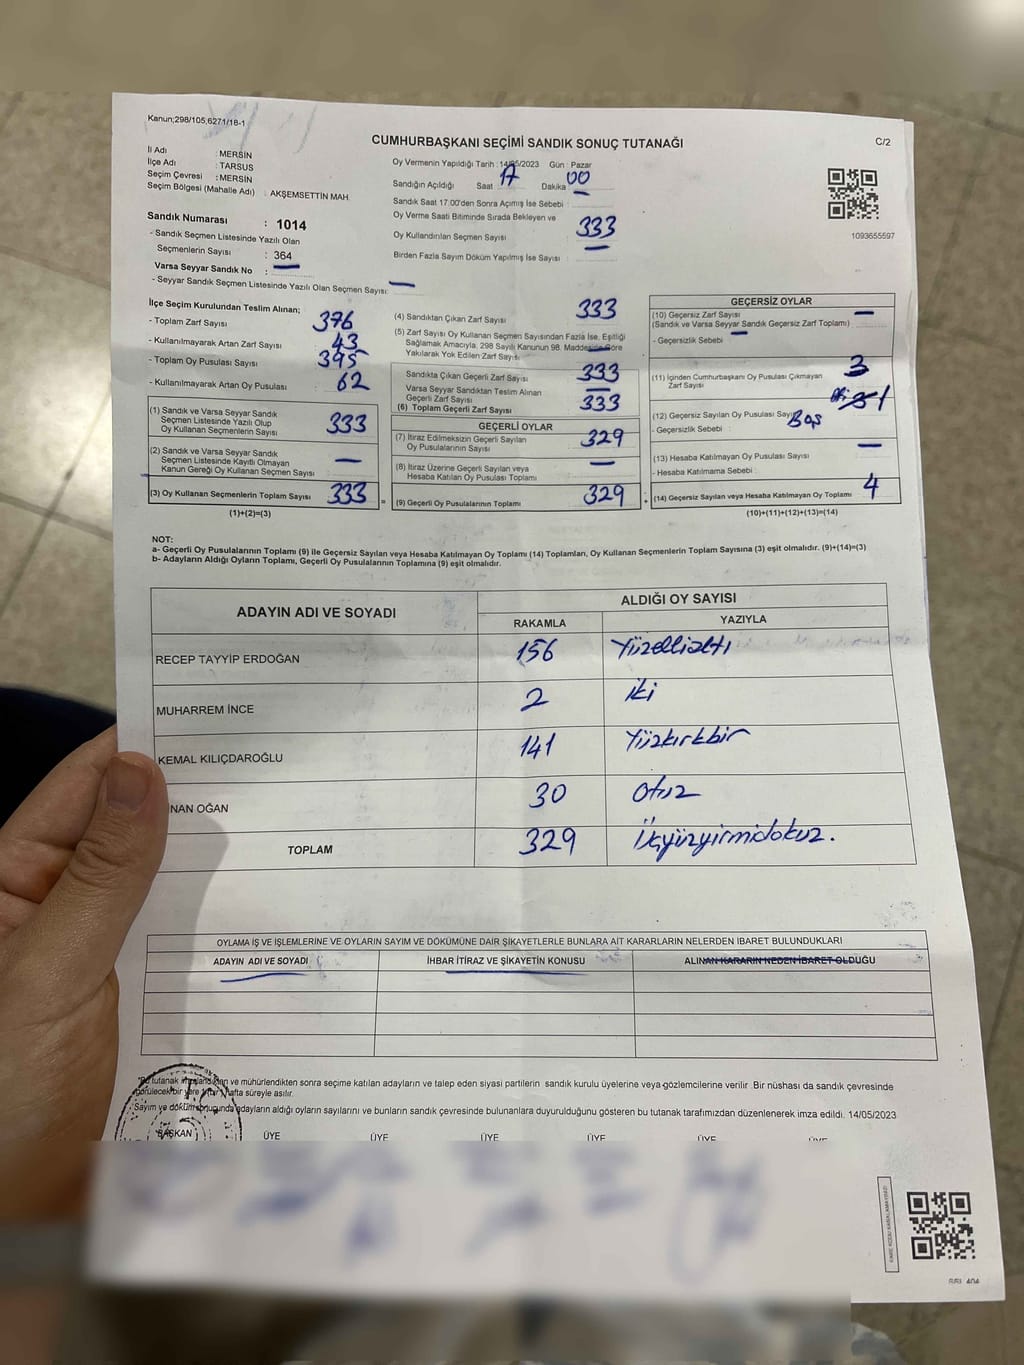 Kanun;298/105,6271/18-1
CUMHURBAŞKANI SEÇİMİ SANDIK SONUÇ TUTANAĞI
C/2
İl Adı : MERSİN
İlçe Adı : TARSUS
Seçim Çevresi : MERSİN
Seçim Bölgesi (Mahalle Adı) : AKŞEMSETTİN MAH.
Sandık Numarası : 1014
- Sandık Seçmen Listesinde Yazılı Olan
Seçmenlerin Sayısı : 364
Varsa Seyyar Sandık No :
- Seyyar Sandık Seçmen Listesinde Yazılı Olan Seçmen Sayısı: —
Oy Vermenin Yapıldığı Tarih : 14/05/2023 Gün : Pazar
Sandığın Açıldığı Saat 17 Dakika 00
Sandık Saat 17:00'den Sonra Açımış İse Sebebi :
Oy Verme Saati Bitiminde Sırada Bekleyen ve
Oy Kullandırılan Seçmen Sayısı : 333
Birden Fazla Sayım Döküm Yapılmış İse Sayısı :
1093655597
İlçe Seçim Kurulundan Teslim Alınan;
- Toplam Zarf Sayısı 376
- Kullanılmayarak Artan Zarf Sayısı 43
- Toplam Oy Pusulası Sayısı 395
- Kullanılmayarak Artan Oy Pusulası 62
(1) Sandık ve Varsa Seyyar Sandık
Seçmen Listesinde Yazılı Olup
Oy Kullanan Seçmenlerin Sayısı 333
(2) Sandık ve Varsa Seyyar Sandık
Seçmen Listesinde Kayıtlı Olmayan
Kanun Gereği Oy Kullanan Seçmen Sayısı —
(3) Oy Kullanan Seçmenlerin Toplam Sayısı 333 =
(1)+(2)=(3)
(4) Sandıktan Çıkan Zarf Sayısı 333
(5) Zarf Sayısı Oy Kullanan Seçmen Sayısından Fazla İse, Eşitliği
Sağlamak Amacıyla, 298 Sayılı Kanunun 98. Maddesine Göre
Yakılarak Yok Edilen Zarf Sayısı
Sandıkta Çıkan Geçerli Zarf Sayısı 333
Varsa Seyyar Sandıktan Teslim Alınan
Geçerli Zarf Sayısı —
(6) Toplam Geçerli Zarf Sayısı 333
GEÇERLİ OYLAR
(7) İtiraz Edilmeksizin Geçerli Sayılan
Oy Pusulalarının Sayısı 329
(8) İtiraz Üzerine Geçerli Sayılan veya
Hesaba Katılan Oy Pusulası Toplamı —
(9) Geçerli Oy Pusulalarının Toplamı 329 +
GEÇERSİZ OYLAR
(10) Geçersiz Zarf Sayısı —
(Sandık ve Varsa Seyyar Sandık Geçersiz Zarf Toplamı)
- Geçersizlik Sebebi : —
(11) İçinden Cumhurbaşkanı Oy Pusulası Çıkmayan
Zarf Sayısı 3
(12) Geçersiz Sayılan Oy Pusulası Sayısı 1
- Geçersizlik Sebebi : Boş
(13) Hesaba Katılmayan Oy Pusulası Sayısı —
- Hesaba Katılmama Sebebi :
(14) Geçersiz Sayılan veya Hesaba Katılmayan Oy Toplamı 4
(10)+(11)+(12)+(13)=(14)
NOT:
a- Geçerli Oy Pusulalarının Toplamı (9) ile Geçersiz Sayılan veya Hesaba Katılmayan Oy Toplamı (14) Toplamları, Oy Kullanan Seçmenlerin Toplam Sayısına (3) eşit olmalıdır. (9)+(14)=(3)
b- Adayların Aldığı Oyların Toplamı, Geçerli Oy Pusulalarının Toplamına (9) eşit olmalıdır.
ADAYIN ADI VE SOYADI ALDIĞI OY SAYISI
RAKAMLA YAZIYLA
RECEP TAYYİP ERDOĞAN 156 Yüzellialtı
MUHARREM İNCE 2 iki
KEMAL KILIÇDAROĞLU 141 Yüzkırkbir
NAN OĞAN 30 Otuz
TOPLAM 329 Üçyüzyirmidokuz.
OYLAMA İŞ VE İŞLEMLERİNE VE OYLARIN SAYIM VE DÖKÜMÜNE DAİR ŞİKAYETLERLE BUNLARA AİT KARARLARIN NELERDEN İBARET BULUNDUKLARI
ADAYIN ADI VE SOYADI İHBAR İTİRAZ VE ŞİKAYETİN KONUSU ALINAN KARARIN NEDEN İBARET OLDUĞU
tutanak ve mühürlendikten sonra seçime katılan adayların ve talep eden siyasi partilerin sandık kurulu üyelerine veya gözlemcilerine verilir. Bir nüshası da sandık çevresinde
görülecek bir yere 1 hafta süreyle asılır.
Sayım ve döküm sonucunda adayların aldığı oyların sayılarını ve bunların sandık çevresinde bulunanlara duyurulduğunu gösteren bu tutanak tarafımızdan düzenlenerek imza edildi. 14/05/2023
BAŞKAN ÜYE ÜYE ÜYE ÜYE ÜYE ÜYE